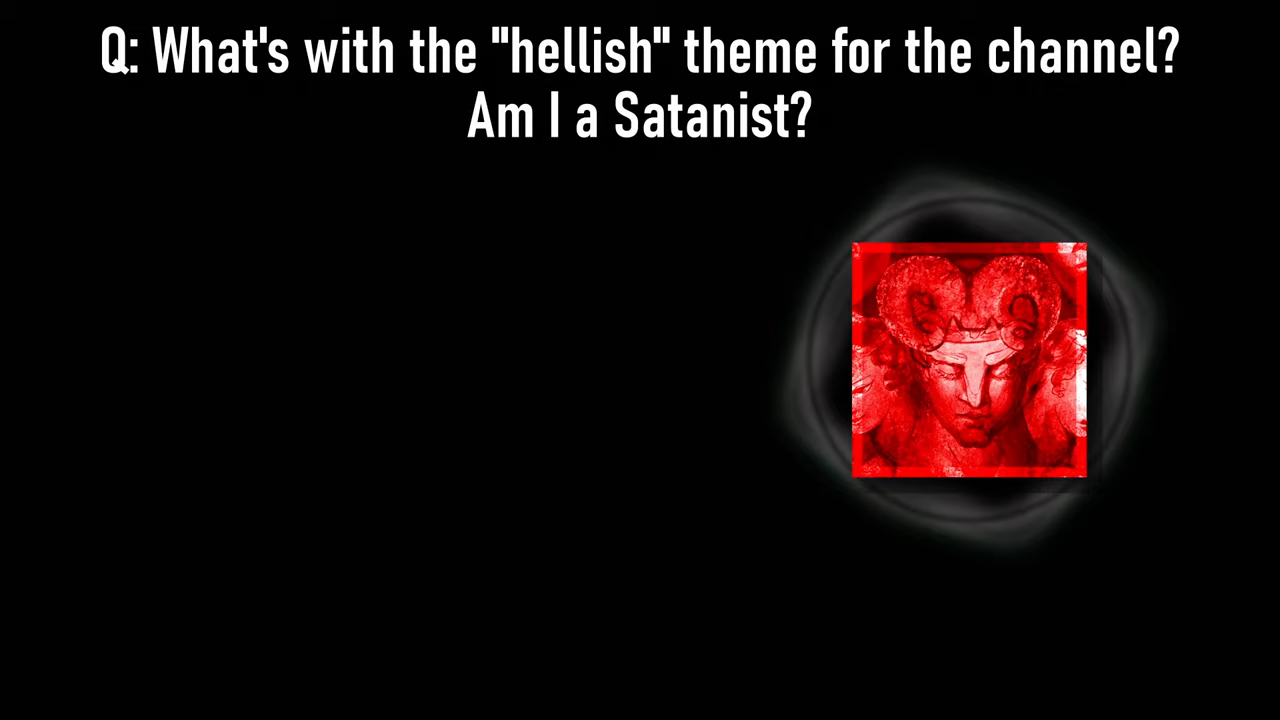 Q: What's with the "hellish" theme for the channel?
Am I a Satanist?